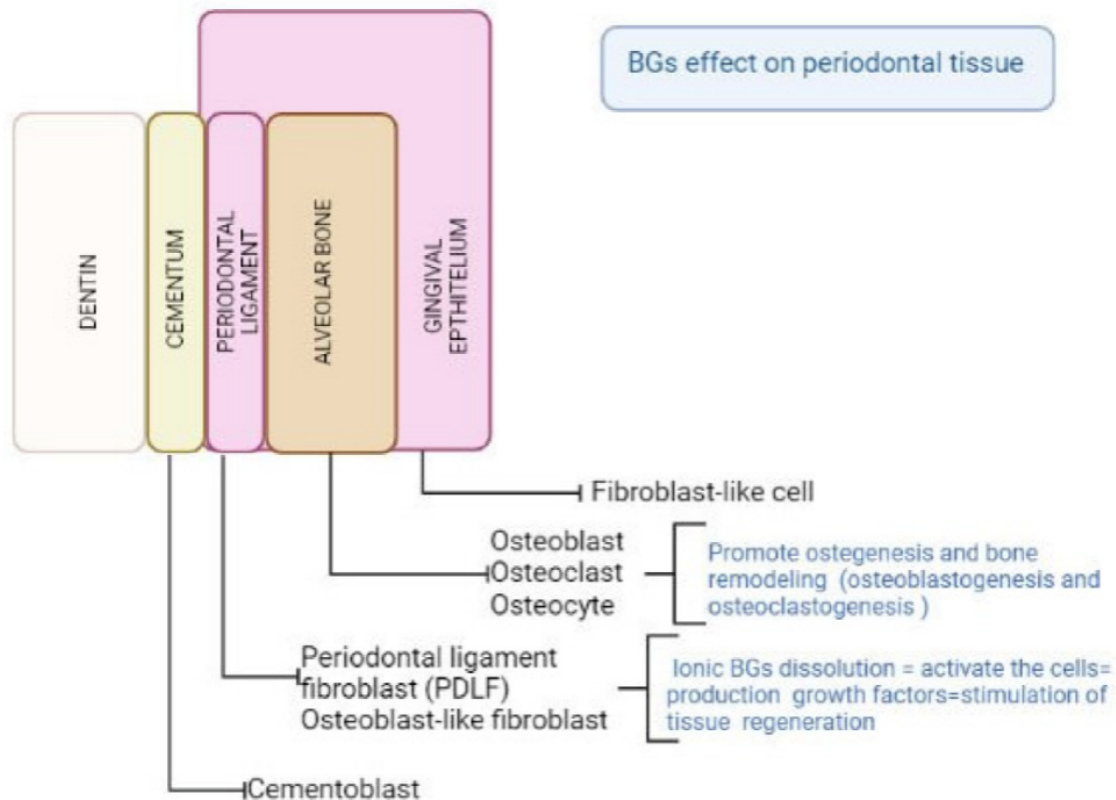 BGs effect on periodontal tissue
DENTIN
CEMENTUM
PERIODONTAL
LIGAMENT
ALVEOLAR BONE
GINGIVAL
EPTHITELIUM
Fibroblast-like cell
Osteoblast
Osteoclast
Osteocyte
Promote ostegenesis and bone
remodeling (osteoblastogenesis and
osteoclastogenesis )
Periodontal ligament
fibroblast (PDLF)
Osteoblast-like fibroblast
Ionic BGs dissolution = activate the cells=
production growth factors=stimulation of
tissue regeneration
Cementoblast